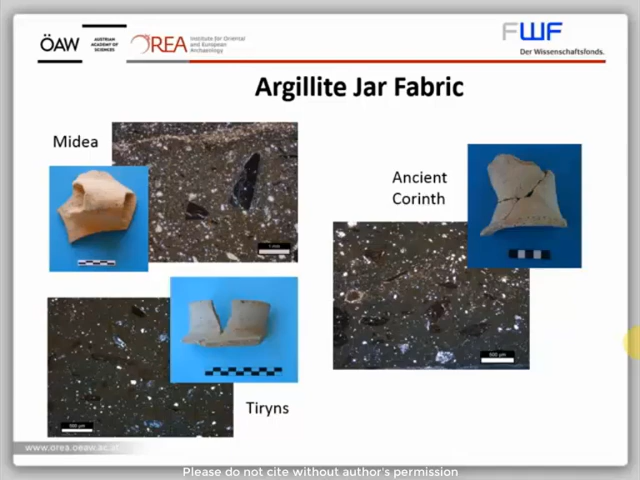 ÖAW
AUSTRIAN
ACADEMY OF
SCIENCES
OREA
Institute for Oriental
and European
Archaeology
FWF
Der Wissenschaftsfonds.
Argillite Jar Fabric
Midea
Ancient
Corinth
Tiryns
www.orea.oeaw.ac.at
Please do not cite without author's permission